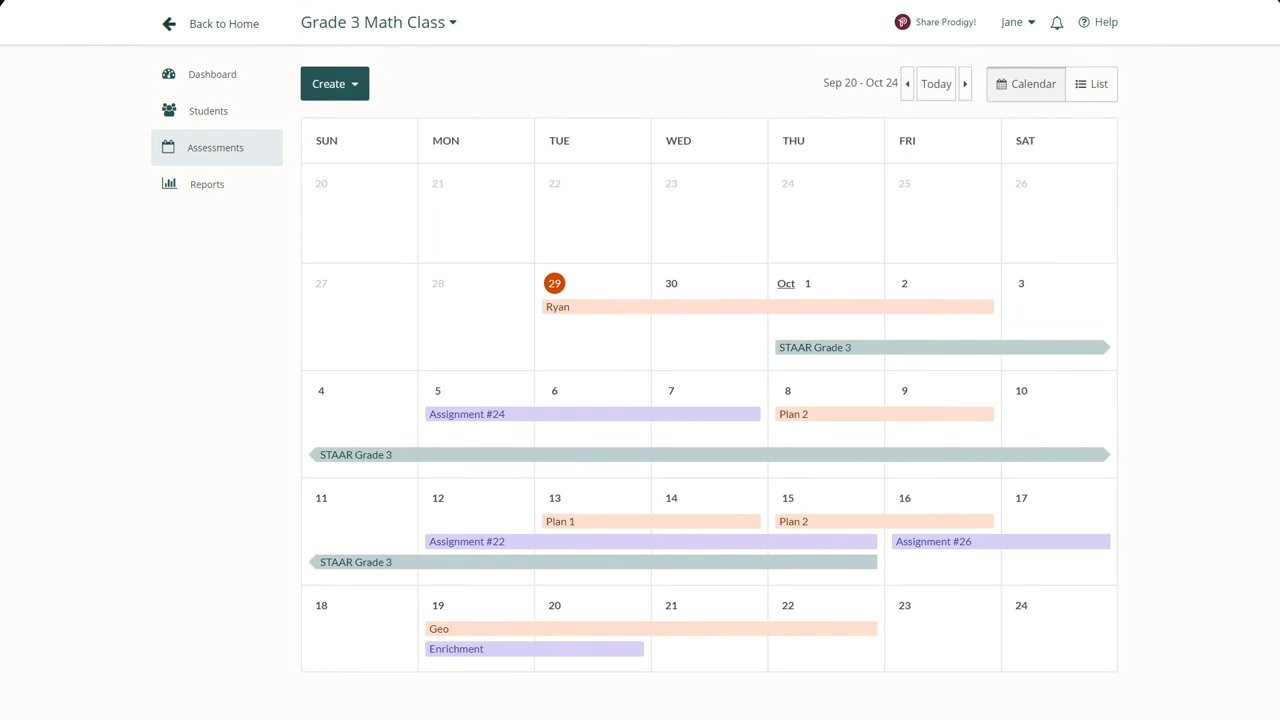 Back to Home
Grade 3 Math Class
Share Prodigy!
Jane
Help
Dashboard
Students
Assessments
Reports
Create
Sep 20 - Oct 24
Today
Calendar
List
SUN MON TUE WED THU FRI SAT
20 21 22 23 24 25 26
27 28 29 30 Oct 1 2 3
Ryan
STAAR Grade 3
4 5 6 7 8 9 10
Assignment #24 Plan 2
STAAR Grade 3
11 12 13 14 15 16 17
Plan 1 Plan 2
Assignment #22 Assignment #26
STAAR Grade 3
18 19 20 21 22 23 24
Geo
Enrichment